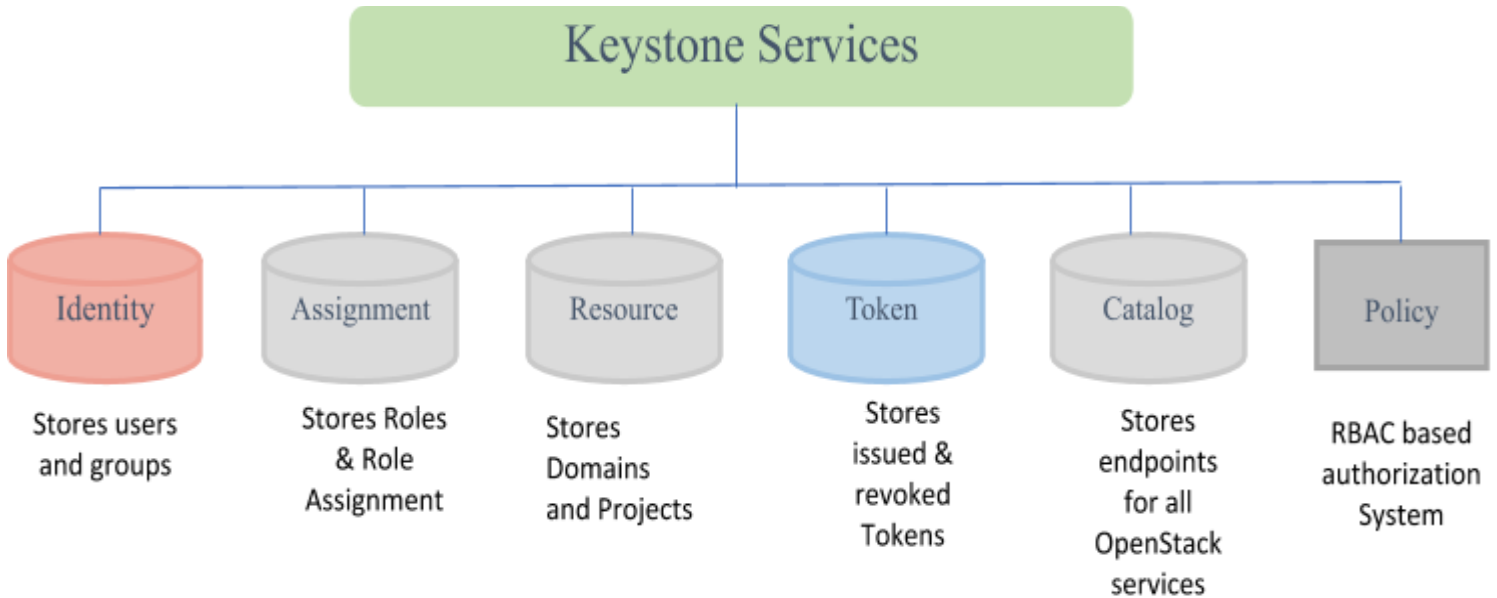 Keystone Services
Identity
Assignment
Resource
Token
Catalog
Policy
Stores users
and groups
Stores Roles
& Role
Assignment
Stores
Domains
and Projects
Stores
issued &
revoked
Tokens
Stores
endpoints
for all
OpenStack
services
RBAC based
authorization
System